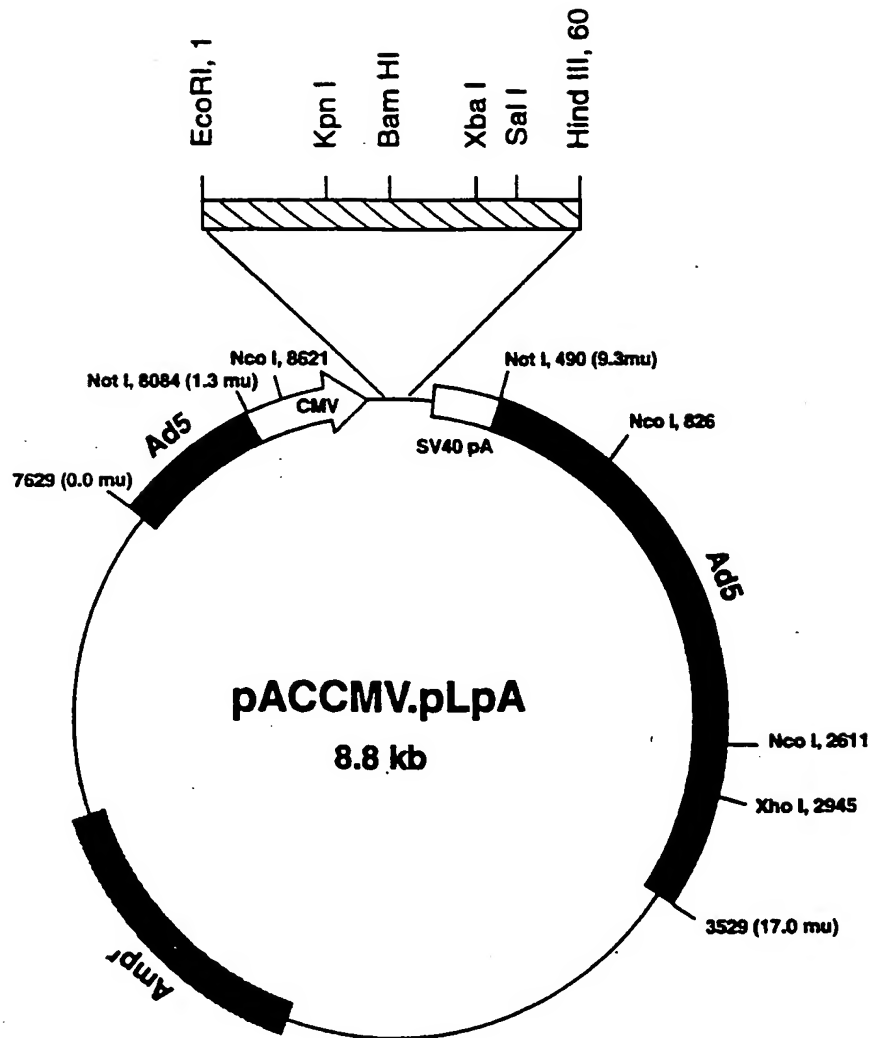 EcoRI, 1
Kpn I
Bam HI
Xba I
Sal I
Hind III, 60
Nco I, 8621
Not I, 8084 (1.3 mu)
Not I, 490 (9.3mu)
CMV
SV40 pA
Nco I, 826
Ad5
7629 (0.0 mu)
Ad5
pACCMV.pLpA
8.8 kb
Nco I, 2611
Xho I, 2945
3529 (17.0 mu)
Ampʳ